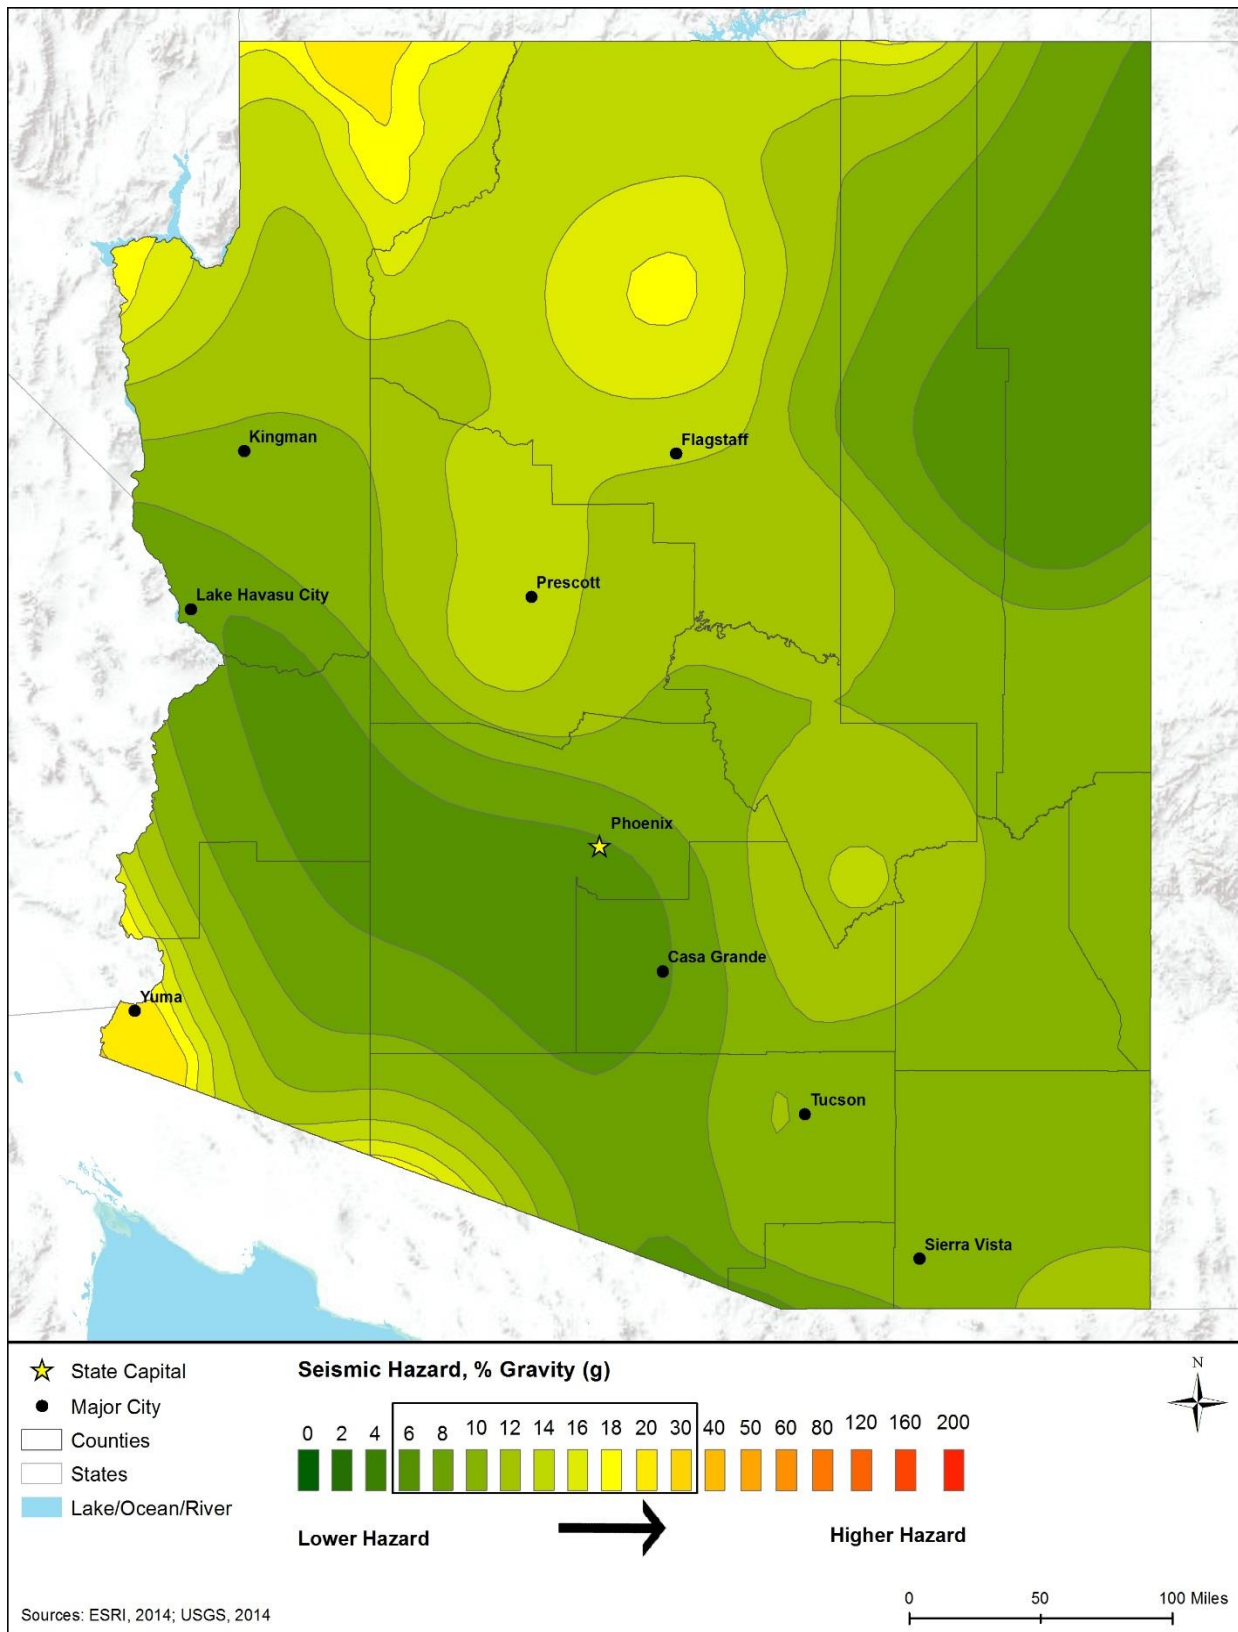 Kingman
Flagstaff
Prescott
Lake Havasu City
Phoenix
Casa Grande
Yuma
Tucson
Sierra Vista
State Capital
Major City
Counties
States
Lake/Ocean/River
Seismic Hazard, % Gravity (g)
0 2 4 6 8 10 12 14 16 18 20 30 40 50 60 80 120 160 200
Lower Hazard Higher Hazard
N
Sources: ESRI, 2014; USGS, 2014
0 50 100 Miles